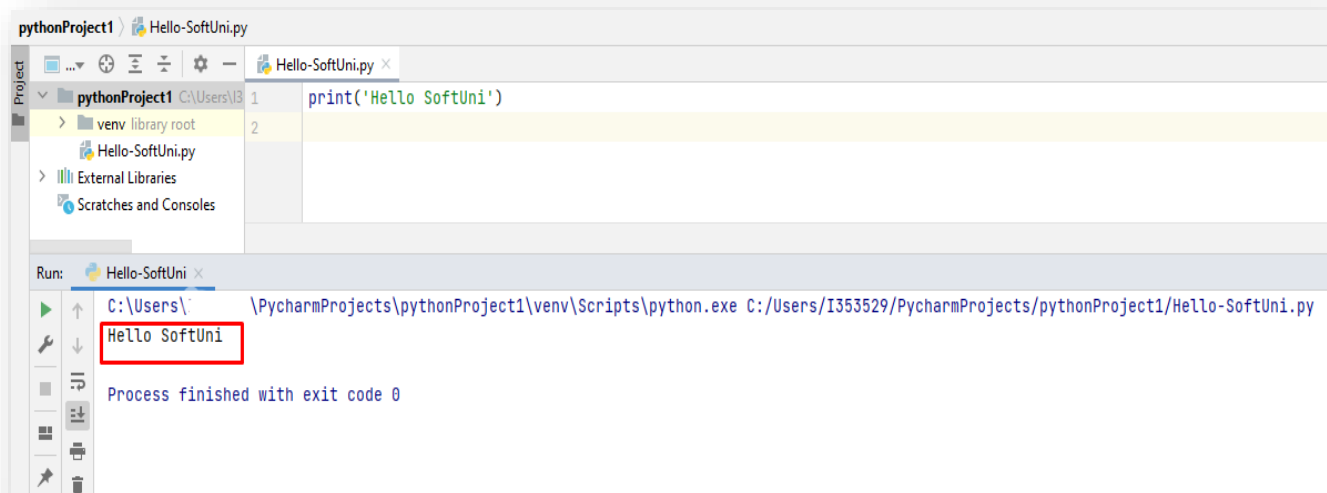 pythonProject1 Hello-SoftUni.py
Project
...
Hello-SoftUni.py
pythonProject1 C:\Users\I3
venv library root
Hello-SoftUni.py
External Libraries
Scratches and Consoles
1 print('Hello SoftUni')
2
Run: Hello-SoftUni
C:\Users\ \PycharmProjects\pythonProject1\venv\Scripts\python.exe C:/Users/I353529/PycharmProjects/pythonProject1/Hello-SoftUni.py
Hello SoftUni
Process finished with exit code 0